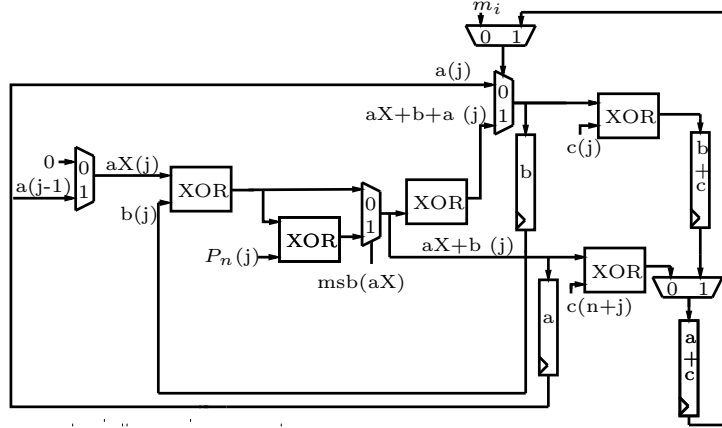 m_i
0 1
a(j)
0
aX+b+a (j)
1
XOR
c(j)
0
0
aX(j)
a(j-1)
1
XOR
b(j)
0
1
XOR
b
b
+
c
XOR
P_n(j)
msb(aX)
aX+b (j)
XOR
0 1
c(n+j)
a
a
+
c